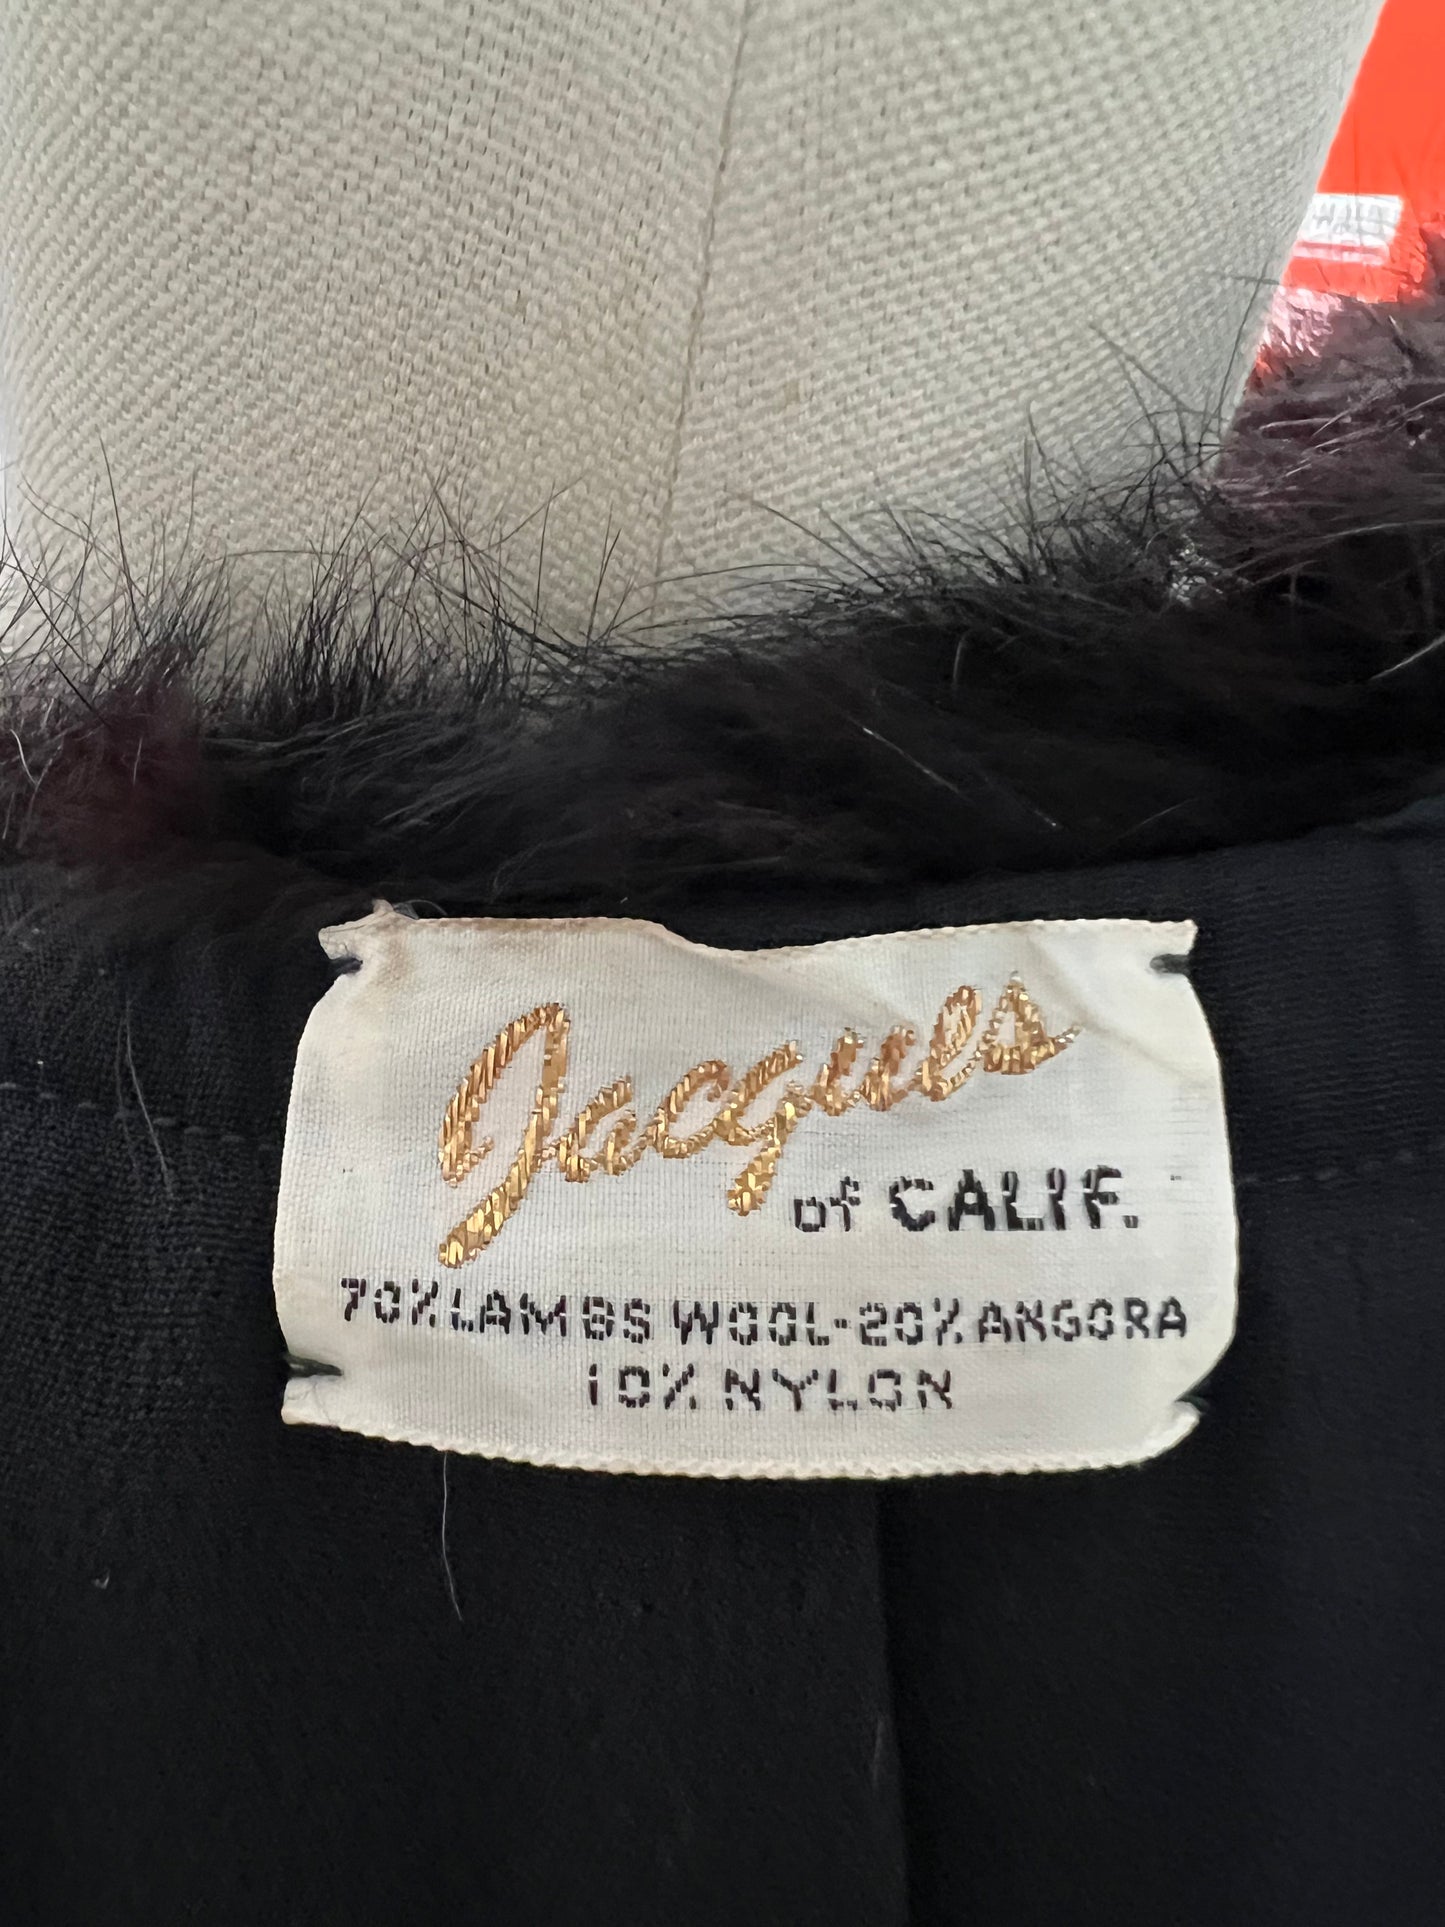 Jacques
of CALIF.
70% LAMBS WOOL-20% ANGORA
10% NYLON